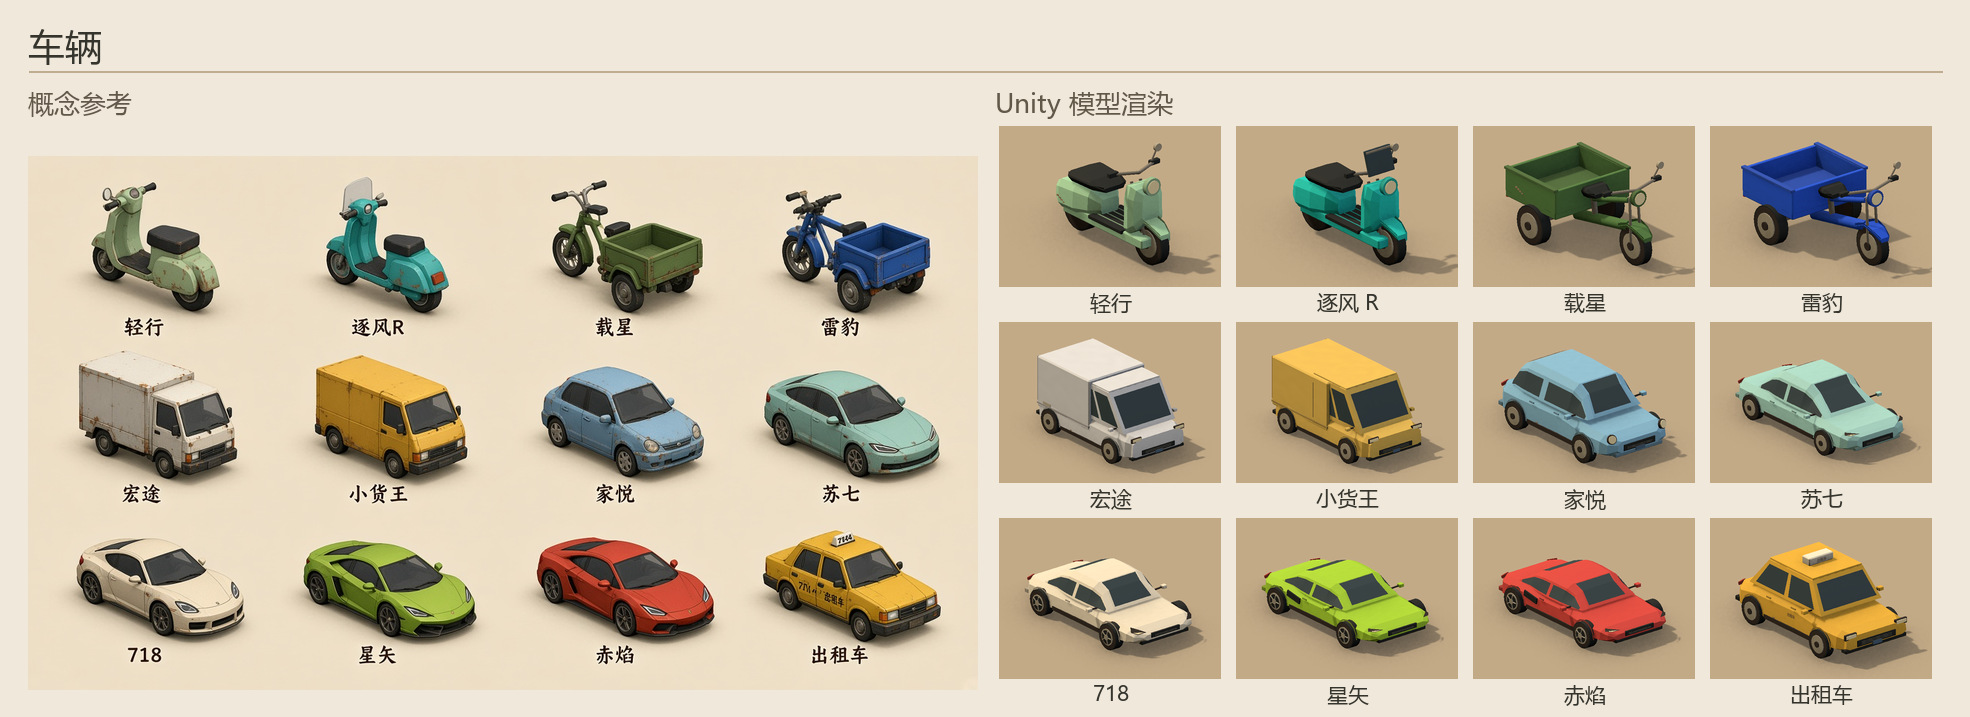 车辆
概念参考
轻行
逐风R
载星
雷豹
宏途
小货王
家悦
苏七
718
星矢
赤焰
出租车
Unity 模型渲染
轻行
逐风 R
载星
雷豹
宏途
小货王
家悦
苏七
718
星矢
赤焰
出租车